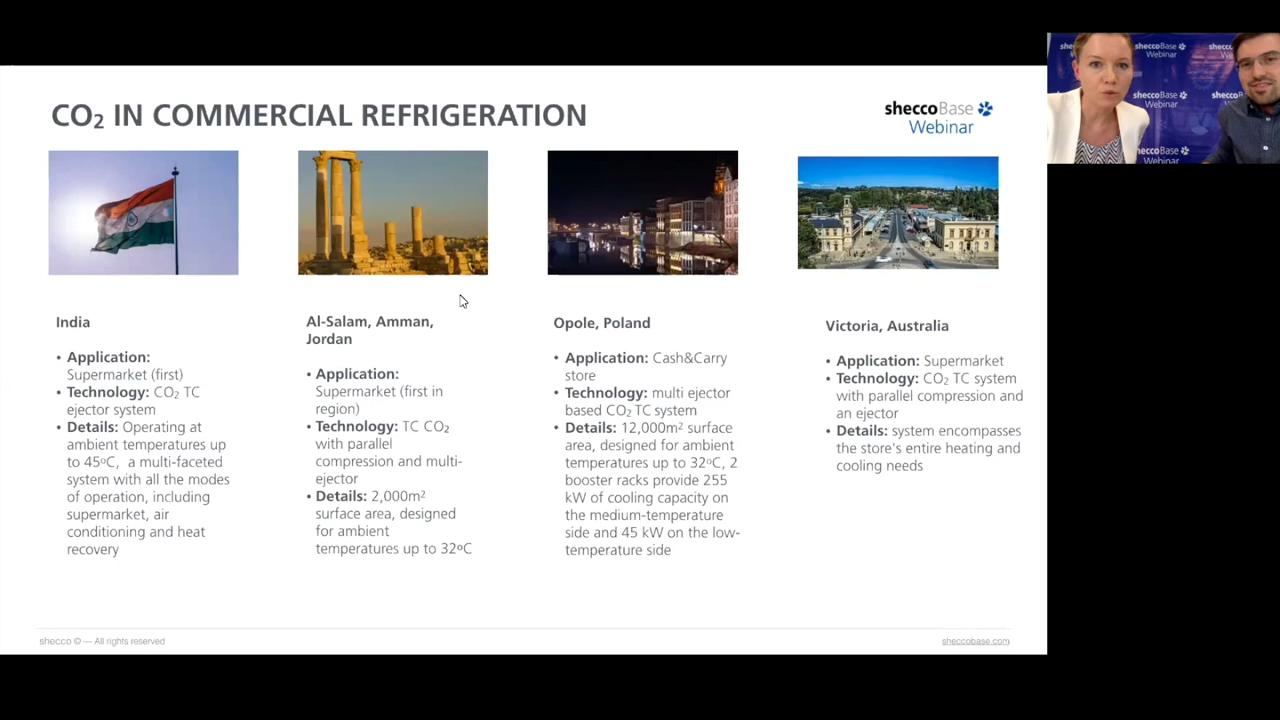 CO₂ IN COMMERCIAL REFRIGERATION
sheccoBase
Webinar
India
• Application:
Supermarket (first)
• Technology: CO₂ TC
ejector system
• Details: Operating at
ambient temperatures up
to 45ºC, a multi-faceted
system with all the modes
of operation, including
supermarket, air
conditioning and heat
recovery
Al-Salam, Amman,
Jordan
• Application:
Supermarket (first in
region)
• Technology: TC CO₂
with parallel
compression and multi-
ejector
• Details: 2,000m²
surface area, designed
for ambient
temperatures up to 32ºC
Opole, Poland
• Application: Cash&Carry
store
• Technology: multi ejector
based CO₂ TC system
• Details: 12,000m² surface
area, designed for ambient
temperatures up to 32ºC, 2
booster racks provide 255
kW of cooling capacity on
the medium-temperature
side and 45 kW on the low-
temperature side
Victoria, Australia
• Application: Supermarket
• Technology: CO₂ TC system
with parallel compression and
an ejector
• Details: system encompasses
the store's entire heating and
cooling needs
shecco © — All rights reserved
sheccobase.com
sheccoBase
Webinar
sheccoBase
Webinar
Webinar